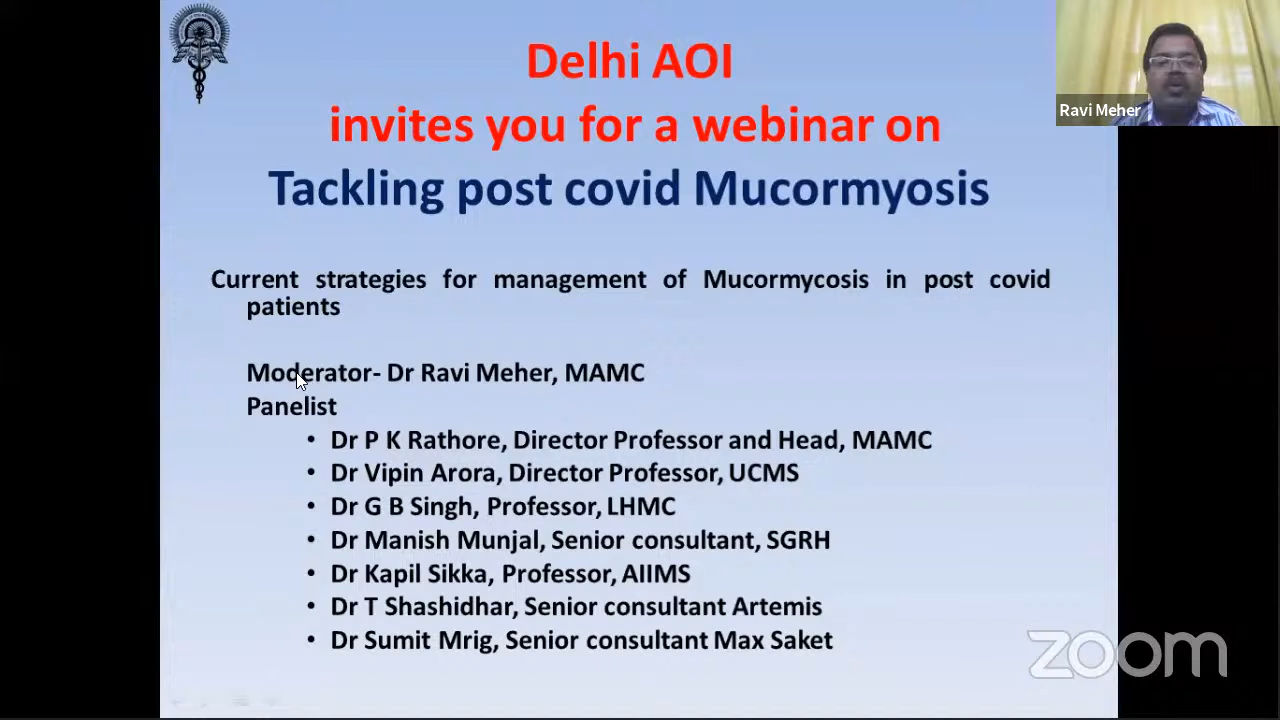 Delhi AOI
invites you for a webinar on
Tackling post covid Mucormyosis
Ravi Meher
Current strategies for management of Mucormycosis in post covid
patients
Moderator- Dr Ravi Meher, MAMC
Panelist
• Dr P K Rathore, Director Professor and Head, MAMC
• Dr Vipin Arora, Director Professor, UCMS
• Dr G B Singh, Professor, LHMC
• Dr Manish Munjal, Senior consultant, SGRH
• Dr Kapil Sikka, Professor, AIIMS
• Dr T Shashidhar, Senior consultant Artemis
• Dr Sumit Mrig, Senior consultant Max Saket
zoom